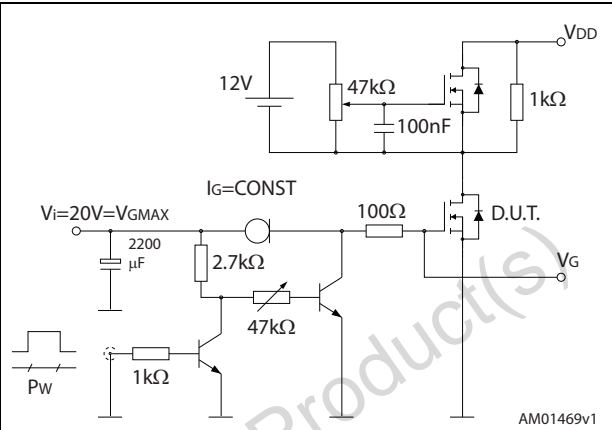 VDD
12V
47kΩ
1kΩ
100nF
IG=CONST
Vi=20V=VGMAX
100Ω
D.U.T.
2200
μF
2.7kΩ
VG
47kΩ
1kΩ
PW
Product(s)
AM01469v1